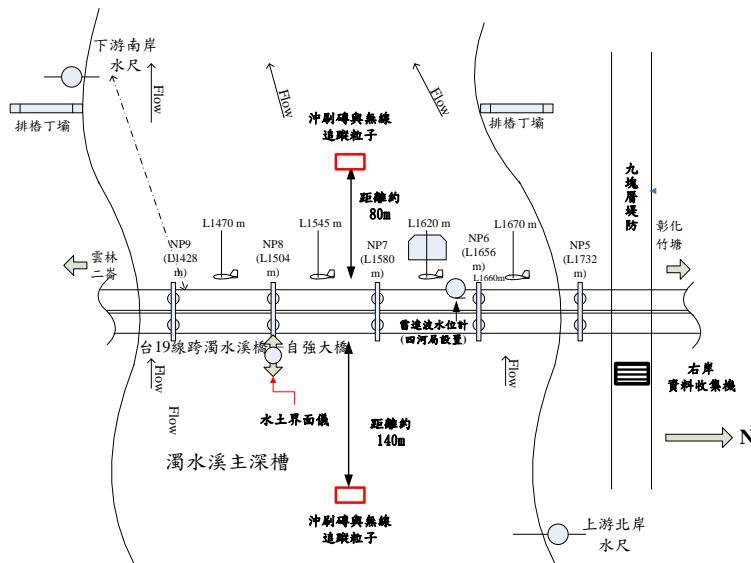 下游南岸
水尺
Flow
Flow
Flow
排樁丁壩
沖刷磚與無線
追蹤粒子
排樁丁壩
九塊厝堤防
距離約
80m
L1470 m
L1545 m
L1620 m
L1670 m
彰化
竹塘
雲林
二崙
NP9
(L1428
m)
NP8
(L1504
m)
NP7
(L1580
m)
NP6
(L1656
m)
L1660m
NP5
(L1732
m)
雷達波水位計
(四河局設置)
台19線跨濁水溪橋－自強大橋
Flow
Flow
Flow
水土界面儀
距離約
140m
右岸
資料收集機
N
濁水溪主深槽
沖刷磚與無線
追蹤粒子
上游北岸
水尺